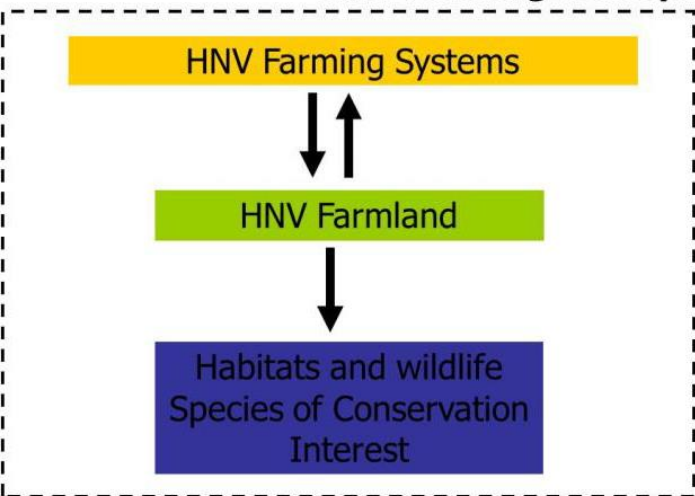 HNV Farming Systems
HNV Farmland
Habitats and wildlife
Species of Conservation
Interest